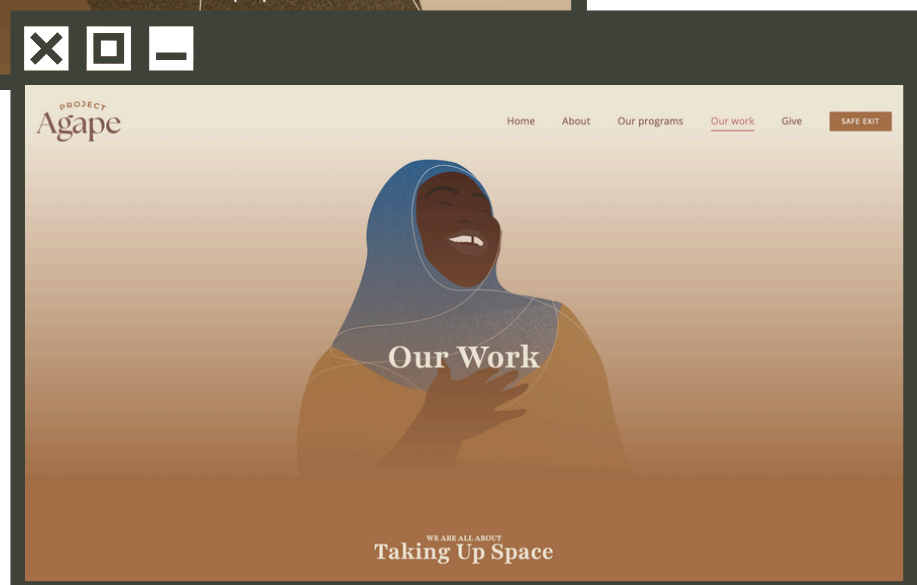 PROJECT
Agape
Home About Our programs Our work Give SAFE EXIT
Our Work
WE ARE ALL ABOUT
Taking Up Space